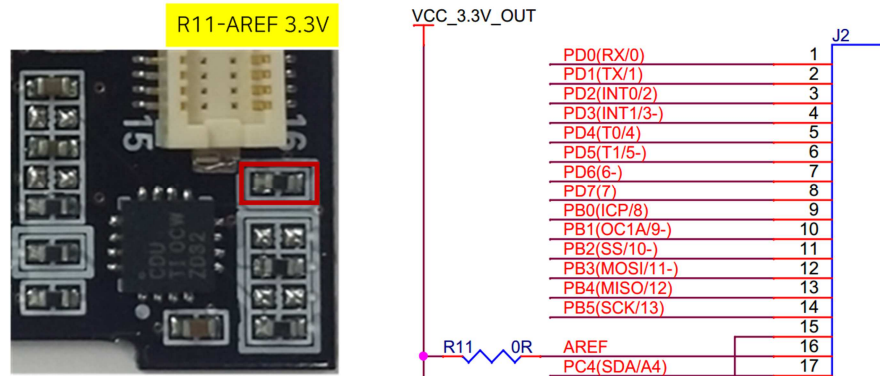 R11-AREF 3.3V
15
16
CDU
TI OCW
ZD82
VCC_3.3V_OUT
J2
PD0(RX/0) 1
PD1(TX/1) 2
PD2(INT0/2) 3
PD3(INT1/3-) 4
PD4(T0/4) 5
PD5(T1/5-) 6
PD6(6-) 7
PD7(7) 8
PB0(ICP/8) 9
PB1(OC1A/9-) 10
PB2(SS/10-) 11
PB3(MOSI/11-) 12
PB4(MISO/12) 13
PB5(SCK/13) 14
15
R11 0R AREF 16
PC4(SDA/A4) 17